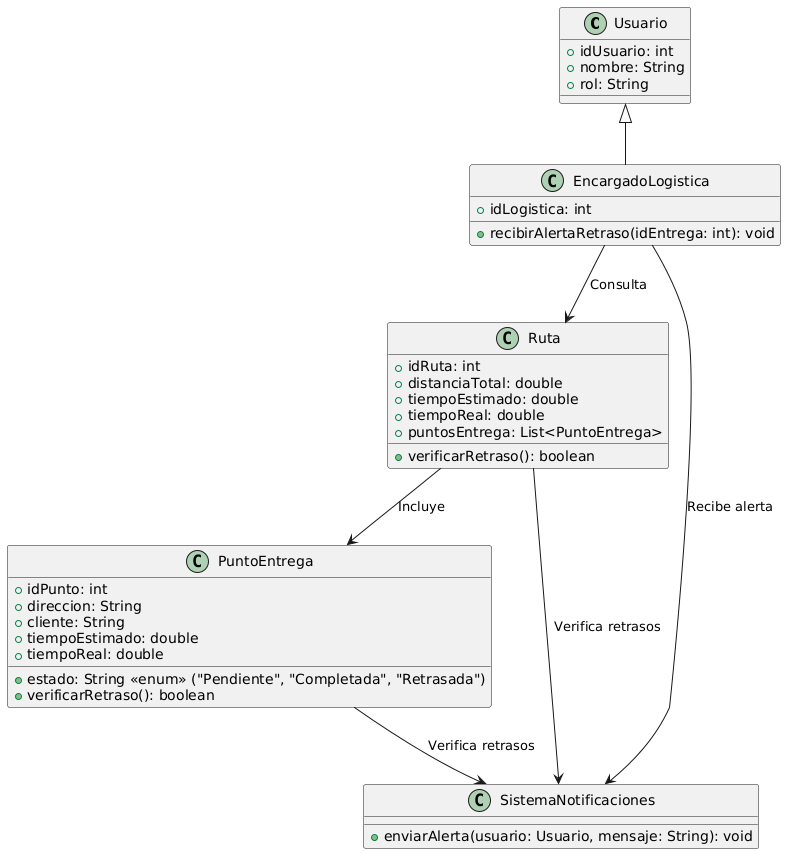 C Usuario
idUsuario: int
nombre: String
rol: String
C EncargadoLogistica
idLogistica: int
recibirAlertaRetraso(idEntrega: int): void
Consulta
C Ruta
idRuta: int
distanciaTotal: double
tiempoEstimado: double
tiempoReal: double
puntosEntrega: List<PuntoEntrega>
verificarRetraso(): boolean
Incluye
Recibe alerta
C PuntoEntrega
idPunto: int
direccion: String
cliente: String
tiempoEstimado: double
tiempoReal: double
estado: String «enum» ("Pendiente", "Completada", "Retrasada")
verificarRetraso(): boolean
Verifica retrasos
Verifica retrasos
C SistemaNotificaciones
enviarAlerta(usuario: Usuario, mensaje: String): void